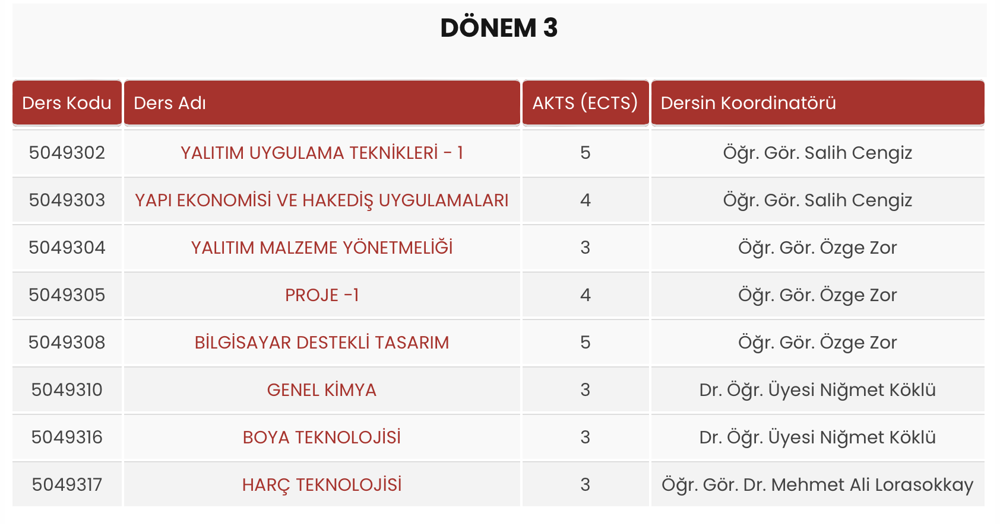 DÖNEM 3
Ders Kodu Ders Adı AKTS (ECTS) Dersin Koordinatörü
5049302 YALITIM UYGULAMA TEKNİKLERİ - 1 5 Öğr. Gör. Salih Cengiz
5049303 YAPI EKONOMİSİ VE HAKEDİŞ UYGULAMALARI 4 Öğr. Gör. Salih Cengiz
5049304 YALITIM MALZEME YÖNETMELİĞİ 3 Öğr. Gör. Özge Zor
5049305 PROJE -1 4 Öğr. Gör. Özge Zor
5049308 BİLGİSAYAR DESTEKLİ TASARIM 5 Öğr. Gör. Özge Zor
5049310 GENEL KİMYA 3 Dr. Öğr. Üyesi Niğmet Köklü
5049316 BOYA TEKNOLOJİSİ 3 Dr. Öğr. Üyesi Niğmet Köklü
5049317 HARÇ TEKNOLOJİSİ 3 Öğr. Gör. Dr. Mehmet Ali Lorasokkay